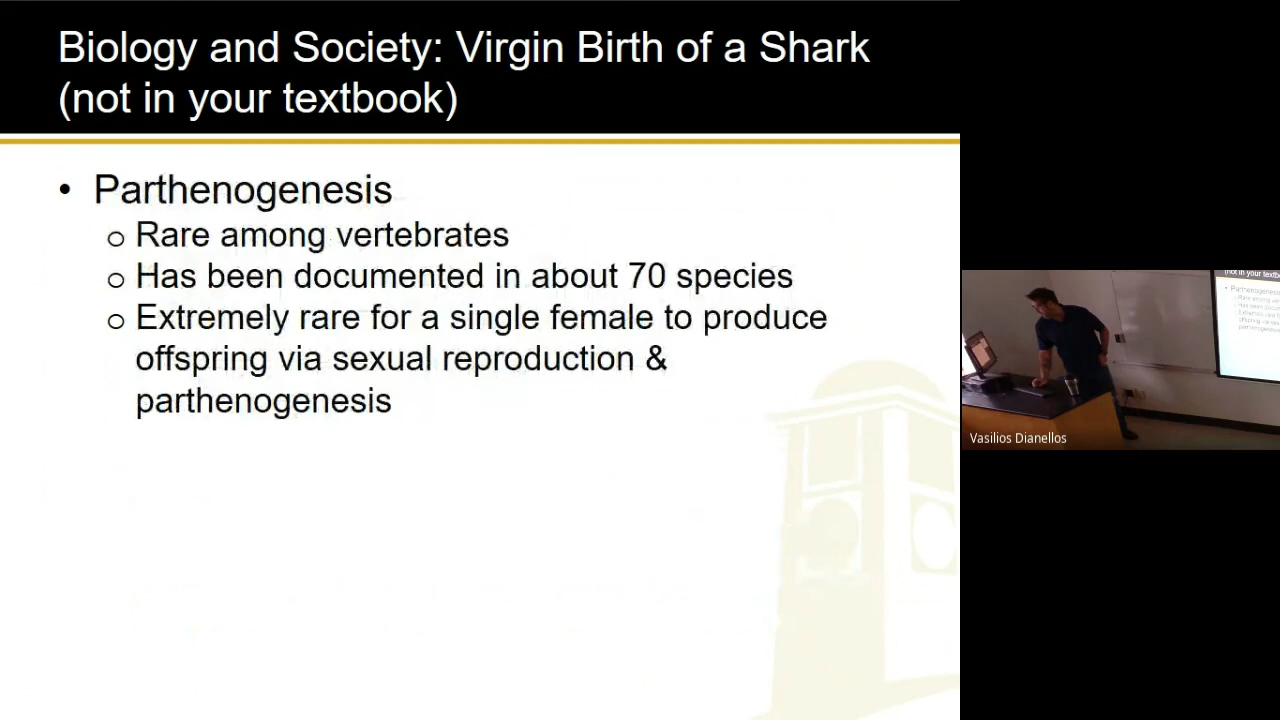 Biology and Society: Virgin Birth of a Shark
(not in your textbook)
• Parthenogenesis
o Rare among vertebrates
o Has been documented in about 70 species
o Extremely rare for a single female to produce
offspring via sexual reproduction &
parthenogenesis
Vasilios Dianellos